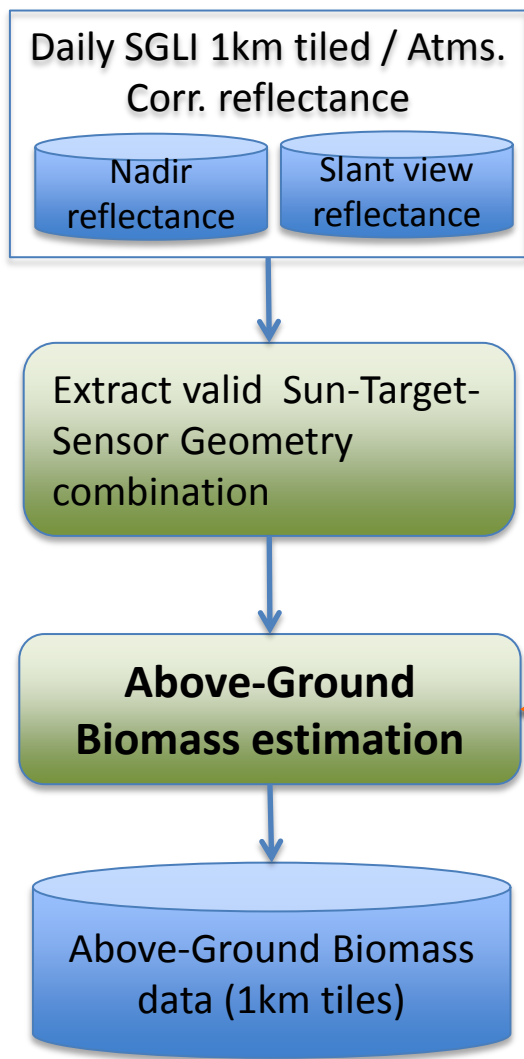 Daily SGLI 1km tiled / Atms.
Corr. reflectance
Nadir
reflectance
Slant view
reflectance
Extract valid  Sun-Target-
Sensor Geometry
combination
Above-Ground
Biomass estimation
Above-Ground Biomass
data (1km tiles)